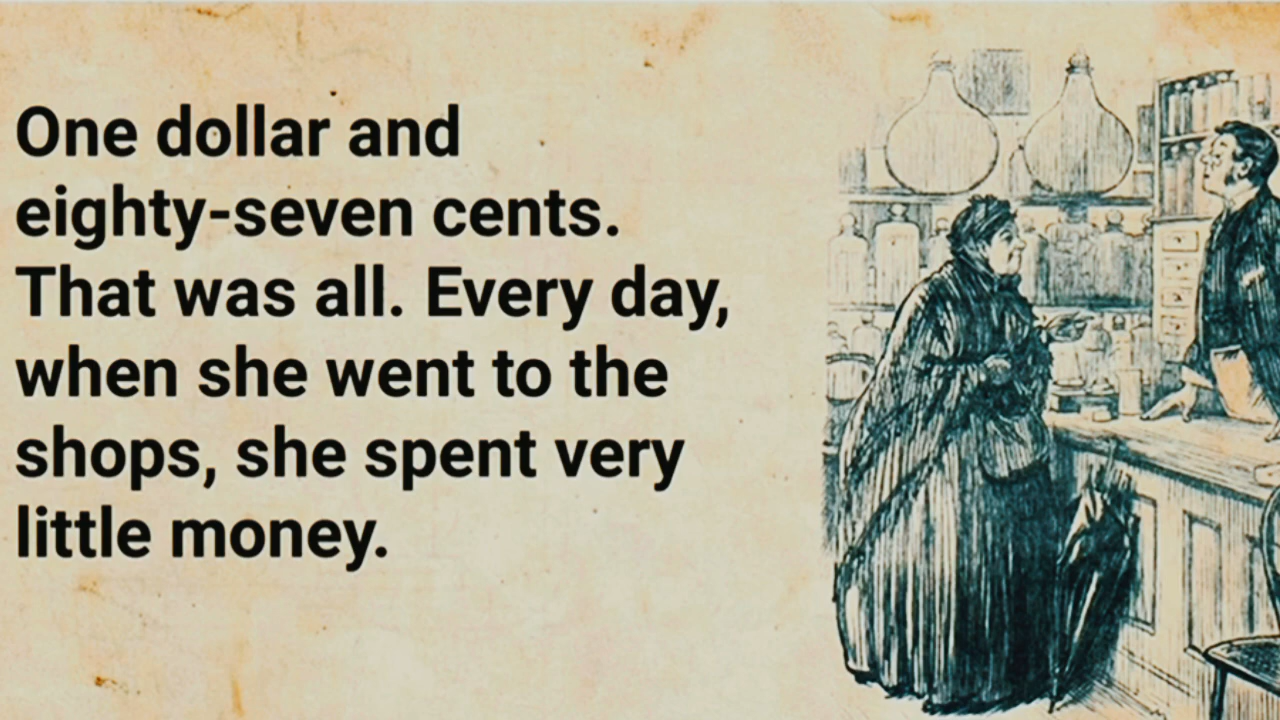 One dollar and
eighty-seven cents.
That was all. Every day,
when she went to the
shops, she spent very
little money.